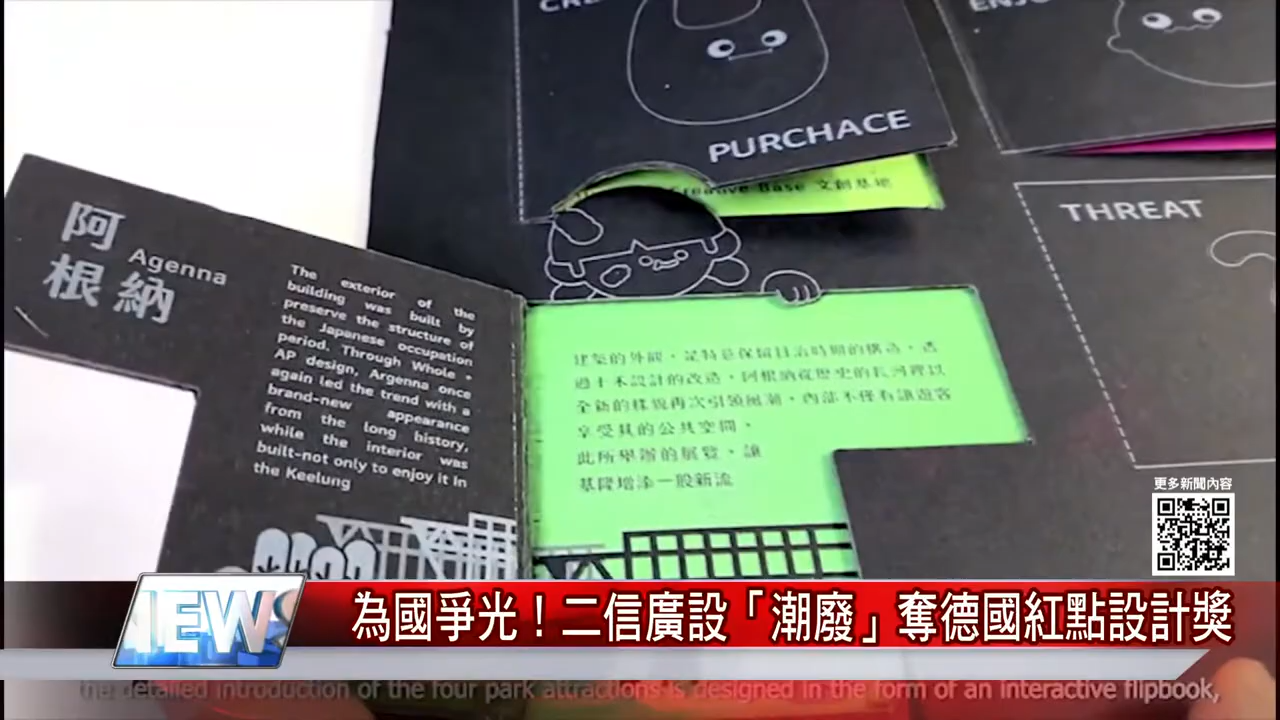 ENJO
PURCHACE
Creative Base 文創基地
THREAT
阿
根納
Agenna
The exterior of the
building was built by
preserve the structure of
the Japanese occupation
period. Through Whole +
AP design, Argenna once
again led the trend with a
brand-new appearance
from the long history,
while the interior was
built-not only to enjoy it In
the Keelung
建築的外觀，是特意保留日治時期的構造，透
過十禾設計的改造，阿根納從歷史的長河裡以
全新的樣貌再次引領風潮，內部不僅有讓遊客
享受其的公共空間，
此所舉辦的展覽，讓
基隆增添一股新流
更多新聞內容
NEWS
為國爭光！二信廣設「潮廢」奪德國紅點設計獎
the detailed introduction of the four park attractions is designed in the form of an interactive flipbook,